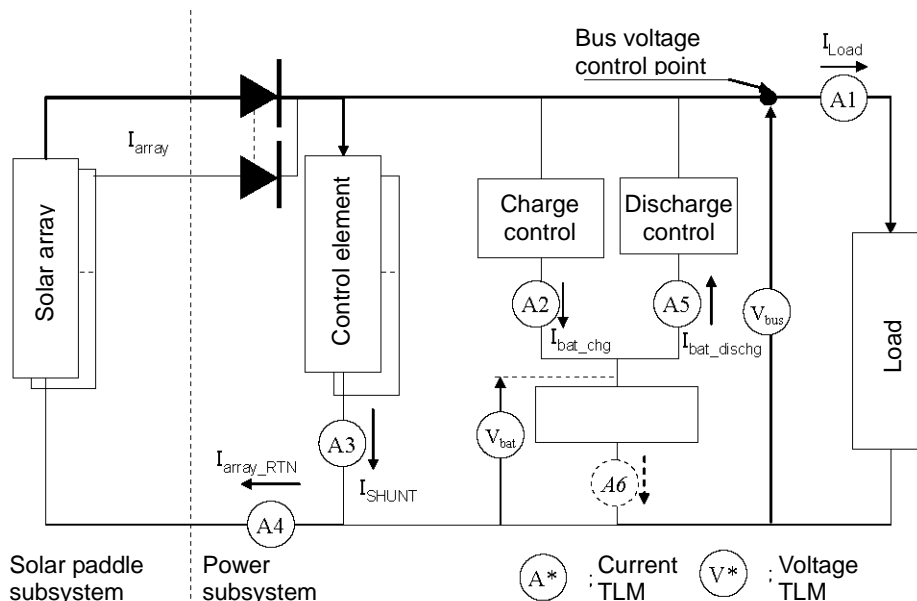 Bus voltage
control point
I_Load
A1
I_array
Solar array
Control element
Charge
control
Discharge
control
A2
A5
V_bus
I_bat_chg
I_bat_dischg
Load
V_bat
A3
A6
I_array_RTN
I_SHUNT
A4
Solar paddle
subsystem
Power
subsystem
A* ; Current
TLM
V* ; Voltage
TLM